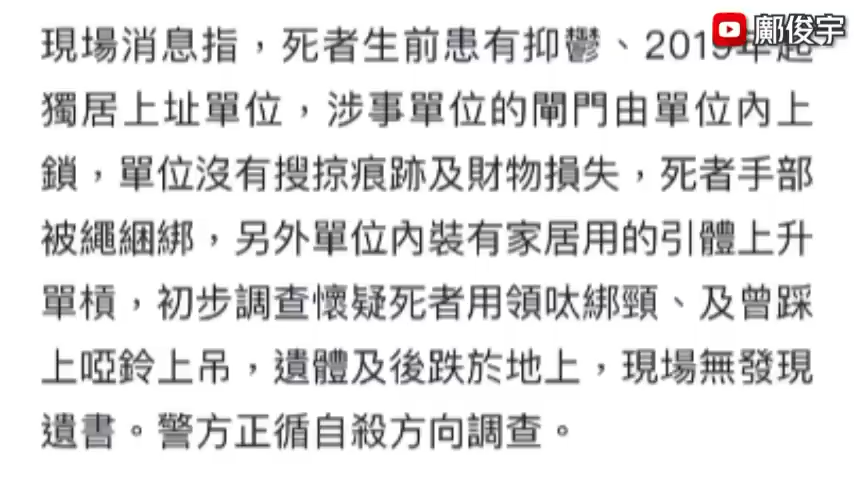 鄺俊宇
現場消息指，死者生前患有抑鬱、2019年起
獨居上址單位，涉事單位的閘門由單位內上
鎖，單位沒有搜掠痕跡及財物損失，死者手部
被繩綑綁，另外單位內裝有家居用的引體上升
單槓，初步調查懷疑死者用領呔綁頸、及曾踩
上啞鈴上吊，遺體及後跌於地上，現場無發現
遺書。警方正循自殺方向調查。